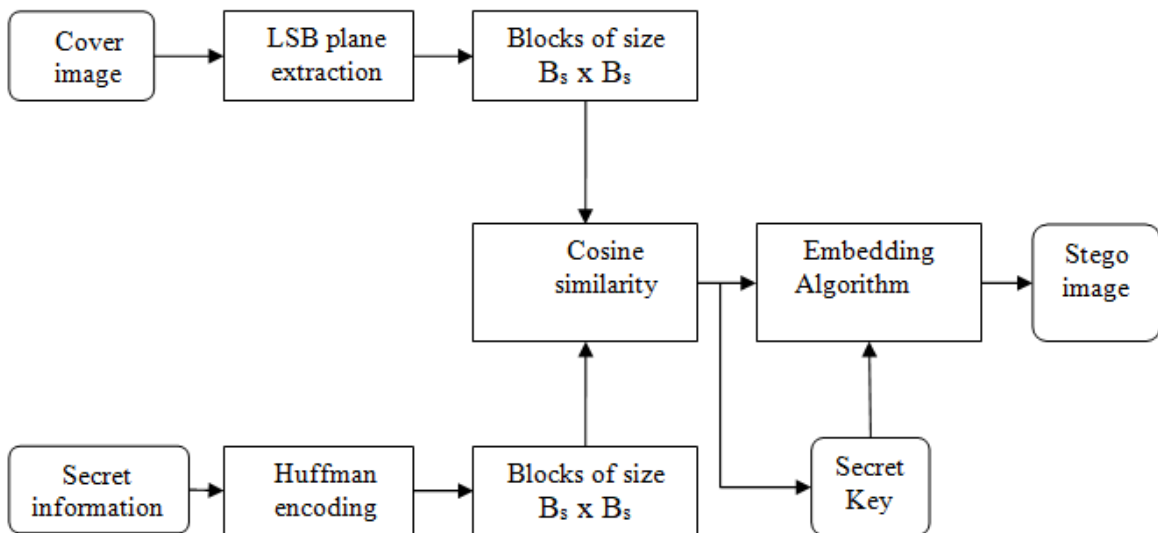 Cover
image
LSB plane
extraction
Blocks of size
Bₛ x Bₛ
Cosine
similarity
Embedding
Algorithm
Stego
image
Secret
information
Huffman
encoding
Blocks of size
Bₛ x Bₛ
Secret
Key